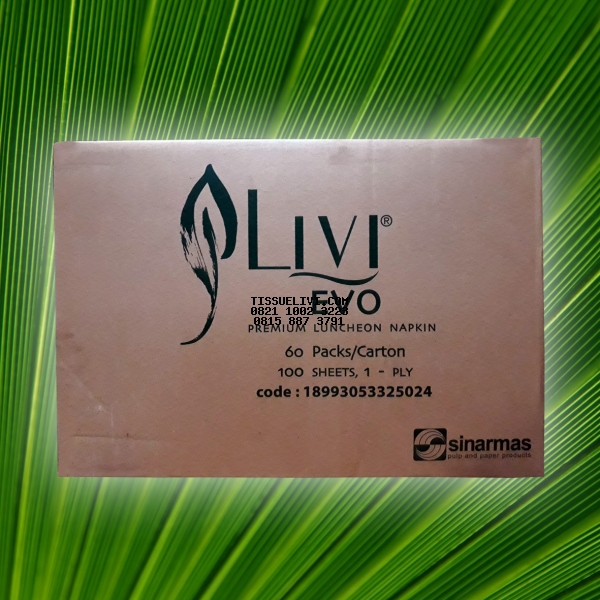 LIVI®
EVO
TISSUELIVI.COM
0821 1002 3228
0815 887 3791
PREMIUM LUNCHEON NAPKIN
60 Packs/Carton
100 SHEETS, 1 - PLY
code : 18993053325024
sinarmas
pulp and paper products